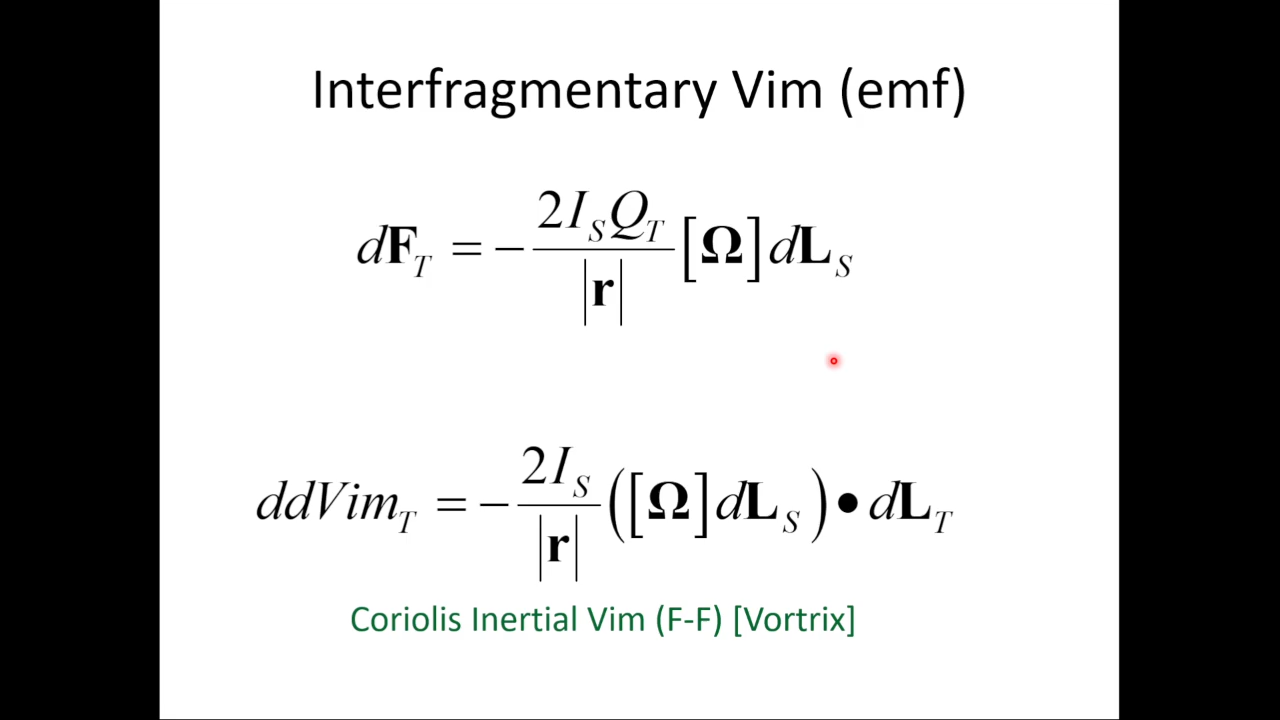 Interfragmentary Vim (emf)
d𝐅_T = − 2I_S Q_T / |𝐫| [𝛀] d𝐋_S
ddVim_T = − 2I_S / |𝐫| ([𝛀] d𝐋_S) • d𝐋_T
Coriolis Inertial Vim (F-F) [Vortrix]